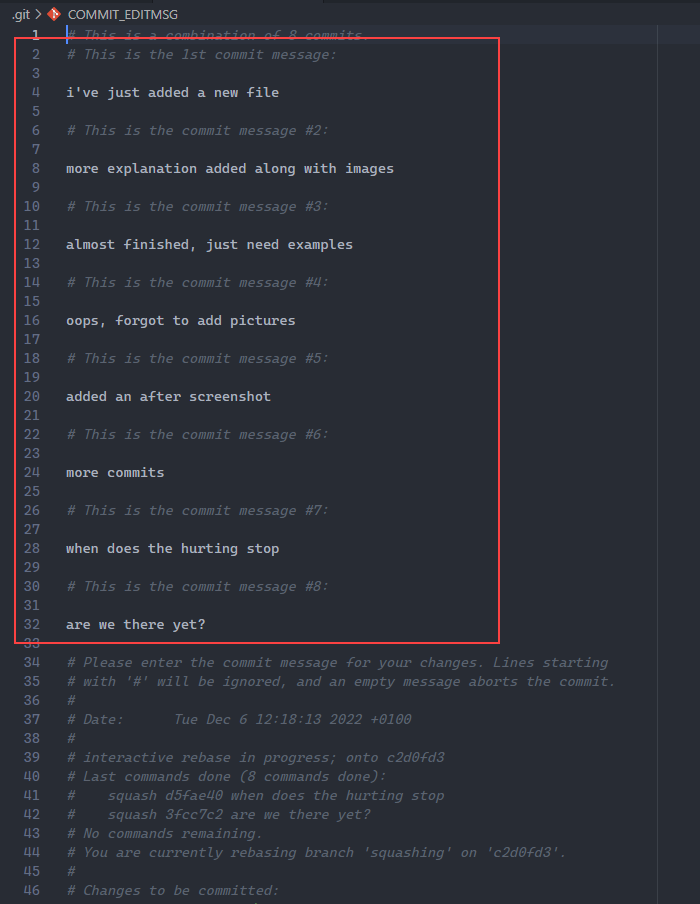 .git > COMMIT_EDITMSG
1 # This is a combination of 8 commits.
2 # This is the 1st commit message:
3
4 i've just added a new file
5
6 # This is the commit message #2:
7
8 more explanation added along with images
9
10 # This is the commit message #3:
11
12 almost finished, just need examples
13
14 # This is the commit message #4:
15
16 oops, forgot to add pictures
17
18 # This is the commit message #5:
19
20 added an after screenshot
21
22 # This is the commit message #6:
23
24 more commits
25
26 # This is the commit message #7:
27
28 when does the hurting stop
29
30 # This is the commit message #8:
31
32 are we there yet?
33
34 # Please enter the commit message for your changes. Lines starting
35 # with '#' will be ignored, and an empty message aborts the commit.
36 #
37 # Date:      Tue Dec 6 12:18:13 2022 +0100
38 #
39 # interactive rebase in progress; onto c2d0fd3
40 # Last commands done (8 commands done):
41 #    squash d5fae40 when does the hurting stop
42 #    squash 3fcc7c2 are we there yet?
43 # No commands remaining.
44 # You are currently rebasing branch 'squashing' on 'c2d0fd3'.
45 #
46 # Changes to be committed: